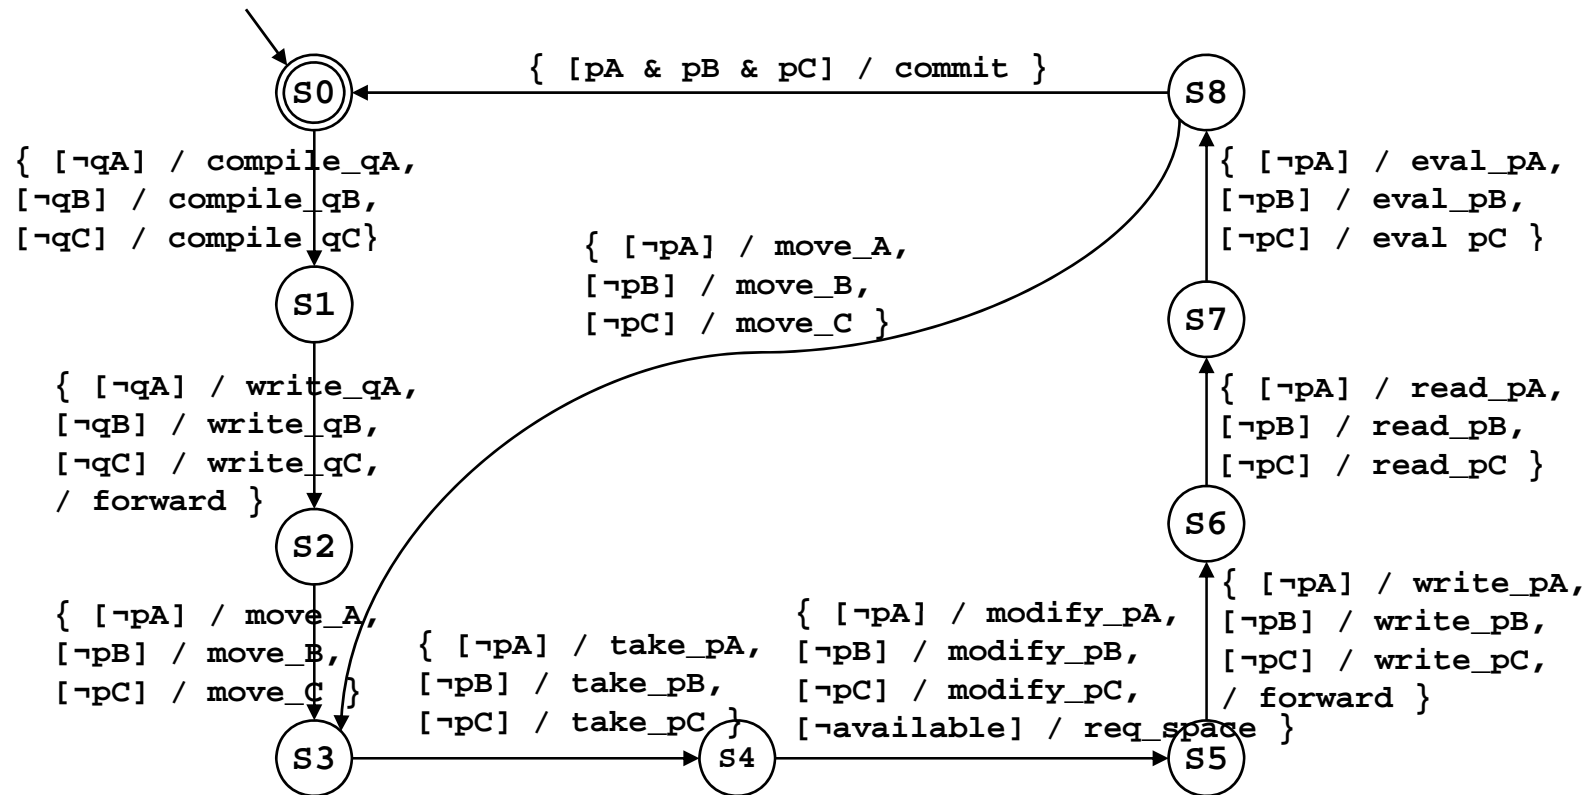 { [pA & pB & pC] / commit }
S0
S8
{ [¬qA] / compile_qA,
[¬qB] / compile_qB,
[¬qC] / compile_qC}
{ [¬pA] / eval_pA,
[¬pB] / eval_pB,
[¬pC] / eval pC }
{ [¬pA] / move_A,
[¬pB] / move_B,
[¬pC] / move_C }
S1
S7
{ [¬qA] / write_qA,
[¬qB] / write_qB,
[¬qC] / write_qC,
/ forward }
{ [¬pA] / read_pA,
[¬pB] / read_pB,
[¬pC] / read_pC }
S2
S6
{ [¬pA] / move_A,
[¬pB] / move_B,
[¬pC] / move_C }
{ [¬pA] / take_pA,
[¬pB] / take_pB,
[¬pC] / take_pC }
{ [¬pA] / modify_pA,
[¬pB] / modify_pB,
[¬pC] / modify_pC,
[¬available] / req_space }
{ [¬pA] / write_pA,
[¬pB] / write_pB,
[¬pC] / write_pC,
/ forward }
S3
S4
S5